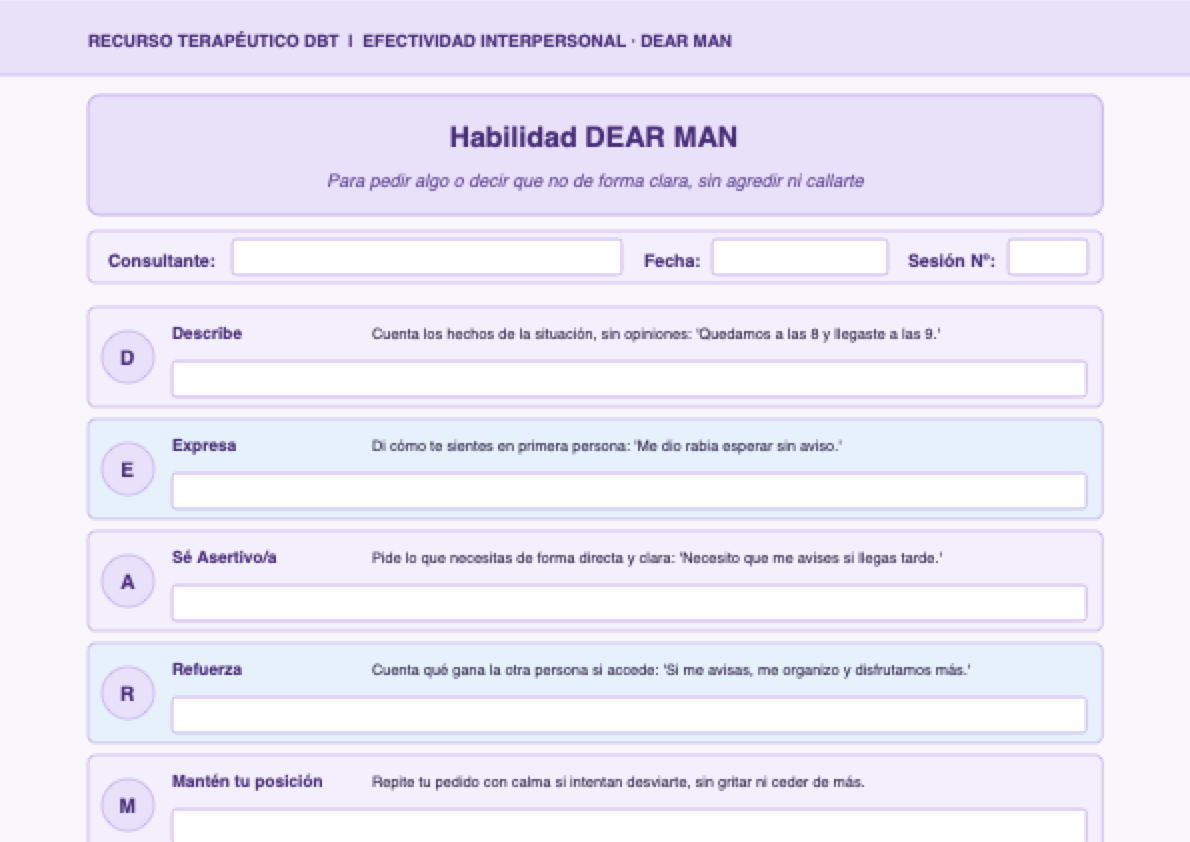 RECURSO TERAPÉUTICO DBT | EFECTIVIDAD INTERPERSONAL · DEAR MAN
Habilidad DEAR MAN
Para pedir algo o decir que no de forma clara, sin agredir ni callarte
Consultante: Fecha: Sesión Nº:
D Describe Cuenta los hechos de la situación, sin opiniones: 'Quedamos a las 8 y llegaste a las 9.'
E Expresa Di cómo te sientes en primera persona: 'Me dio rabia esperar sin aviso.'
A Sé Asertivo/a Pide lo que necesitas de forma directa y clara: 'Necesito que me avises si llegas tarde.'
R Refuerza Cuenta qué gana la otra persona si accede: 'Si me avisas, me organizo y disfrutamos más.'
M Mantén tu posición Repite tu pedido con calma si intentan desviarte, sin gritar ni ceder de más.